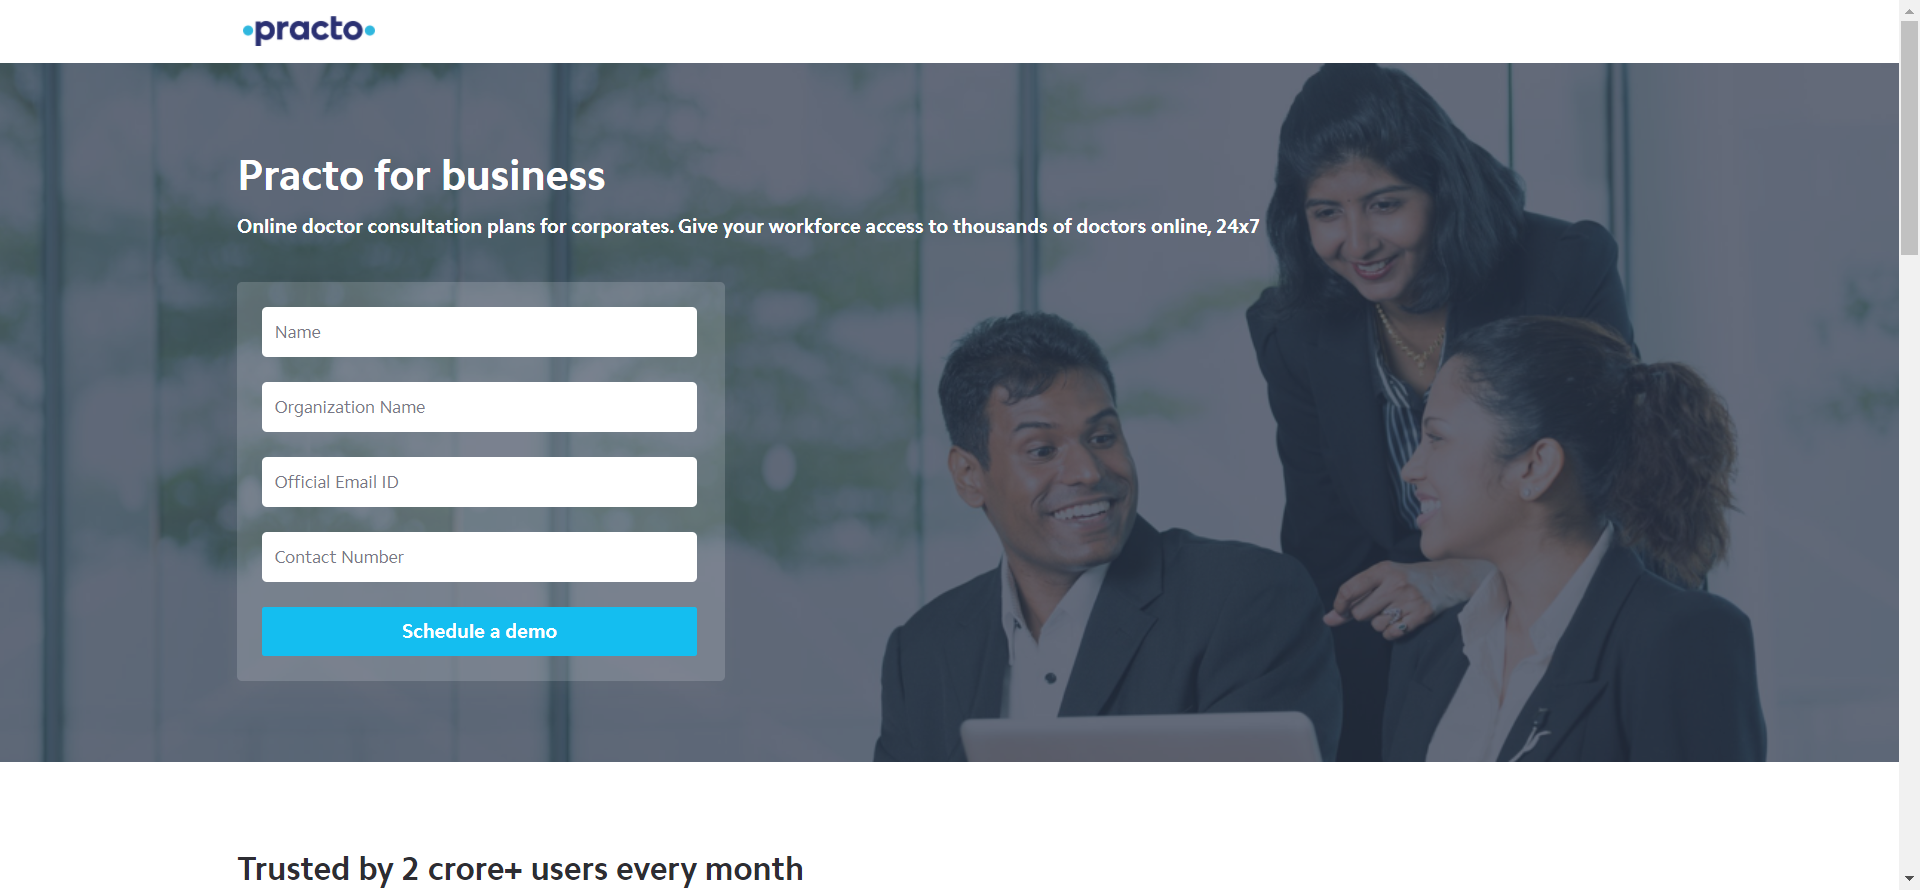 practo
Practo for business
Online doctor consultation plans for corporates. Give your workforce access to thousands of doctors online, 24x7
Name
Organization Name
Official Email ID
Contact Number
Schedule a demo
Trusted by 2 crore+ users every month